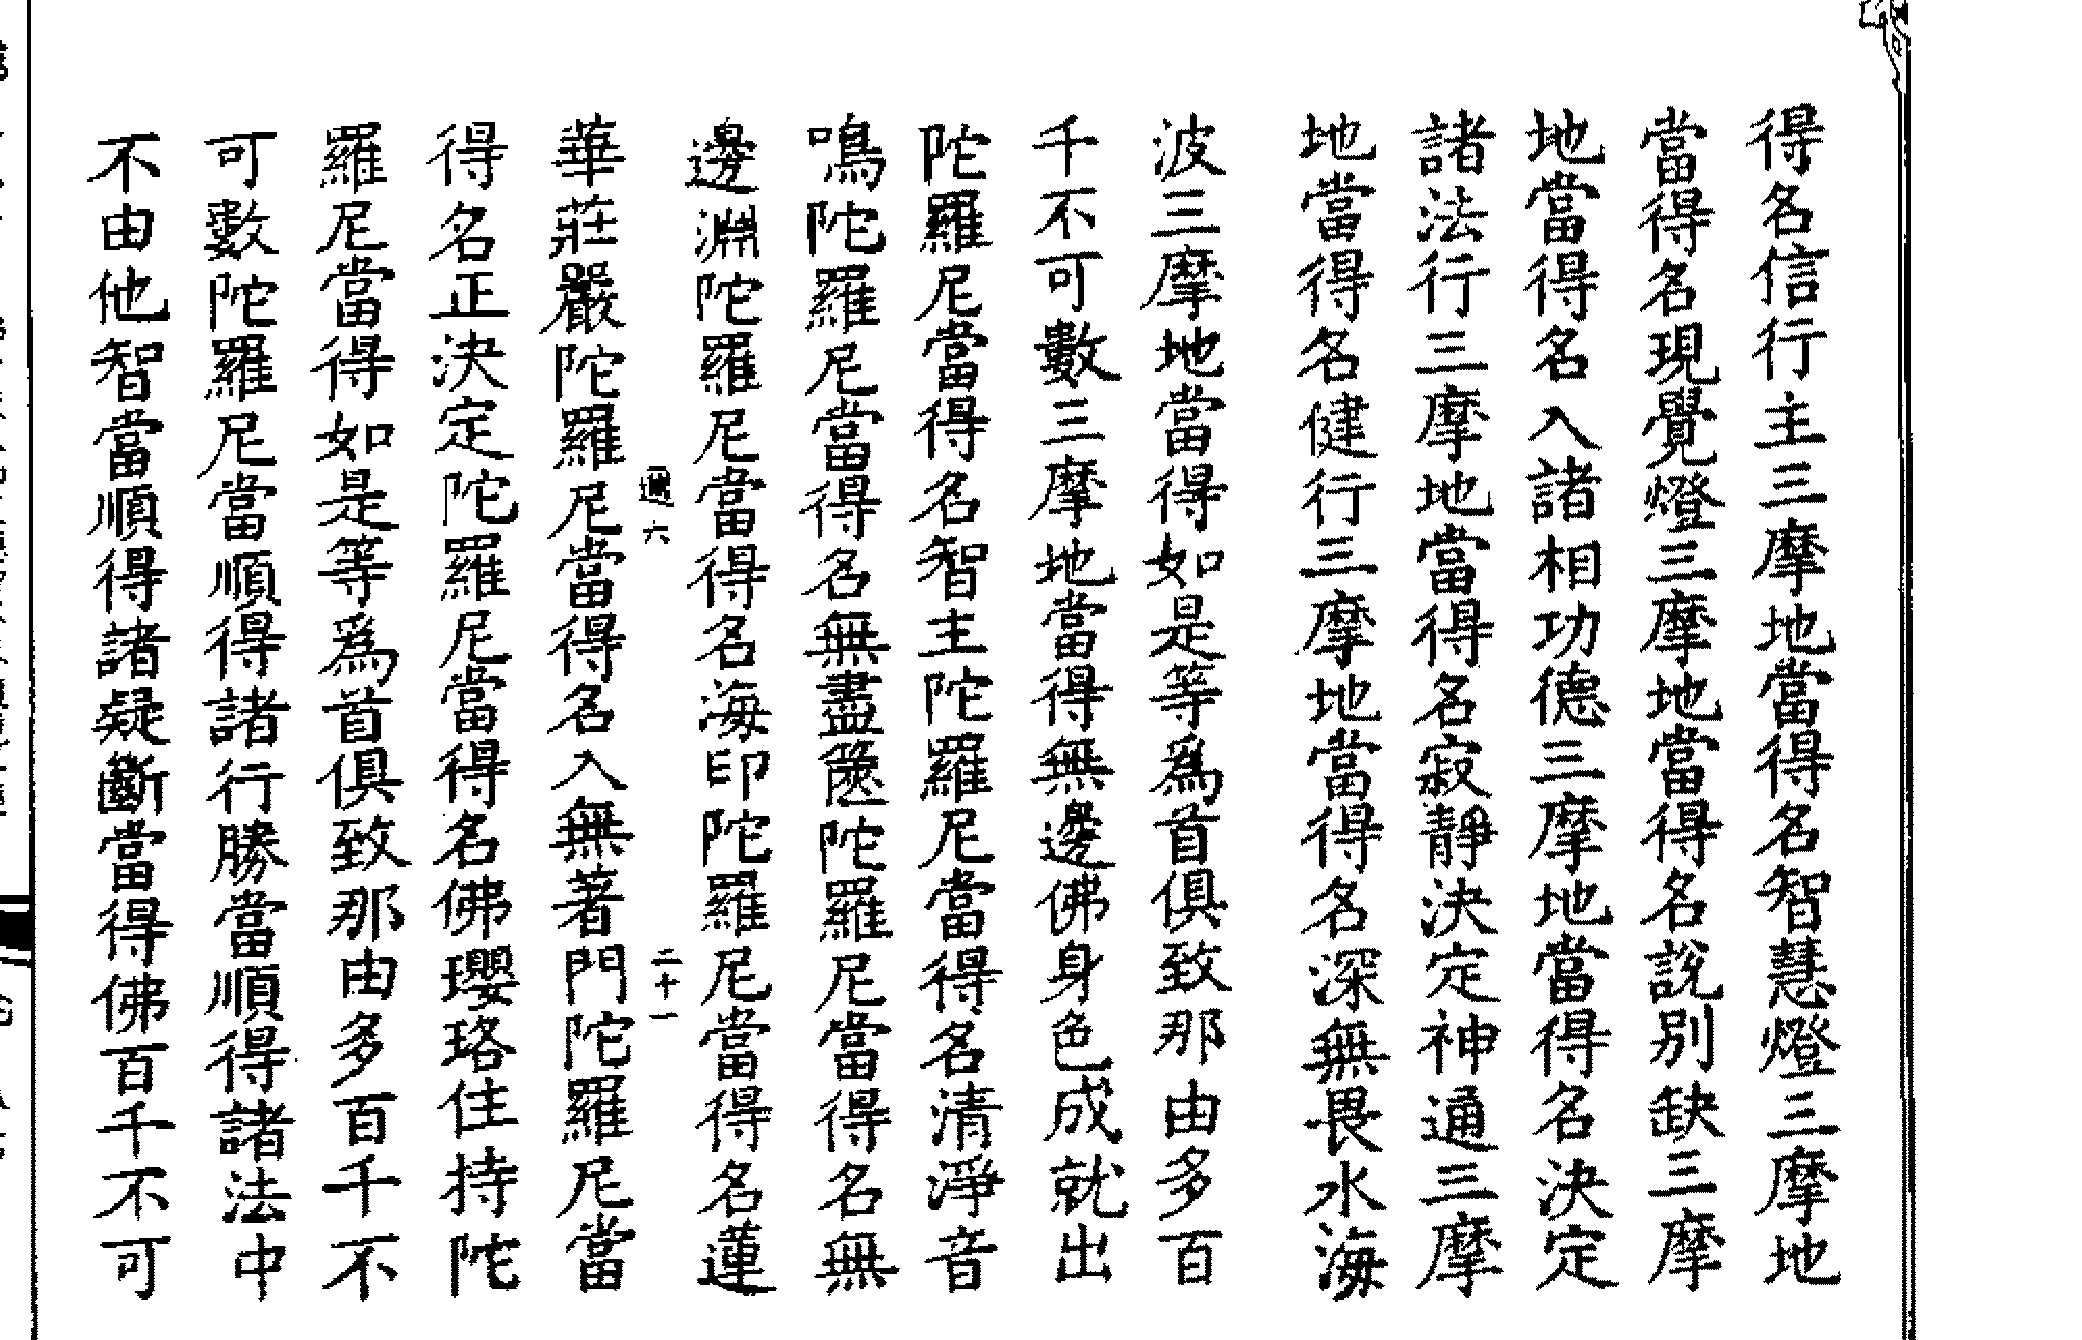 得名信行主三摩地當得名智慧燈三摩地
當得名現覺燈三摩地當得名說別缺三摩
地當得名入諸相功德三摩地當得名決定
諸法行三摩地當得名寂靜決定神通三摩
地當得名健行三摩地當得名深無畏水海
波三摩地當得如是等為首俱致那由多百
千不可數三摩地當得無邊佛身色成就出
陀羅尼當得名智主陀羅尼當得名清淨音
鳴陀羅尼當得名無盡篋陀羅尼當得名無
邊淵陀羅尼當得名海印陀羅尼當得名蓮
邇六 二十一
華莊嚴陀羅尼當得名入無著門陀羅尼當
得名正決定陀羅尼當得名佛瓔珞住持陀
羅尼當得如是等為首俱致那由多百千不
可數陀羅尼當順得諸行勝當順得諸法中
不由他智當順得諸疑斷當得佛百千不可